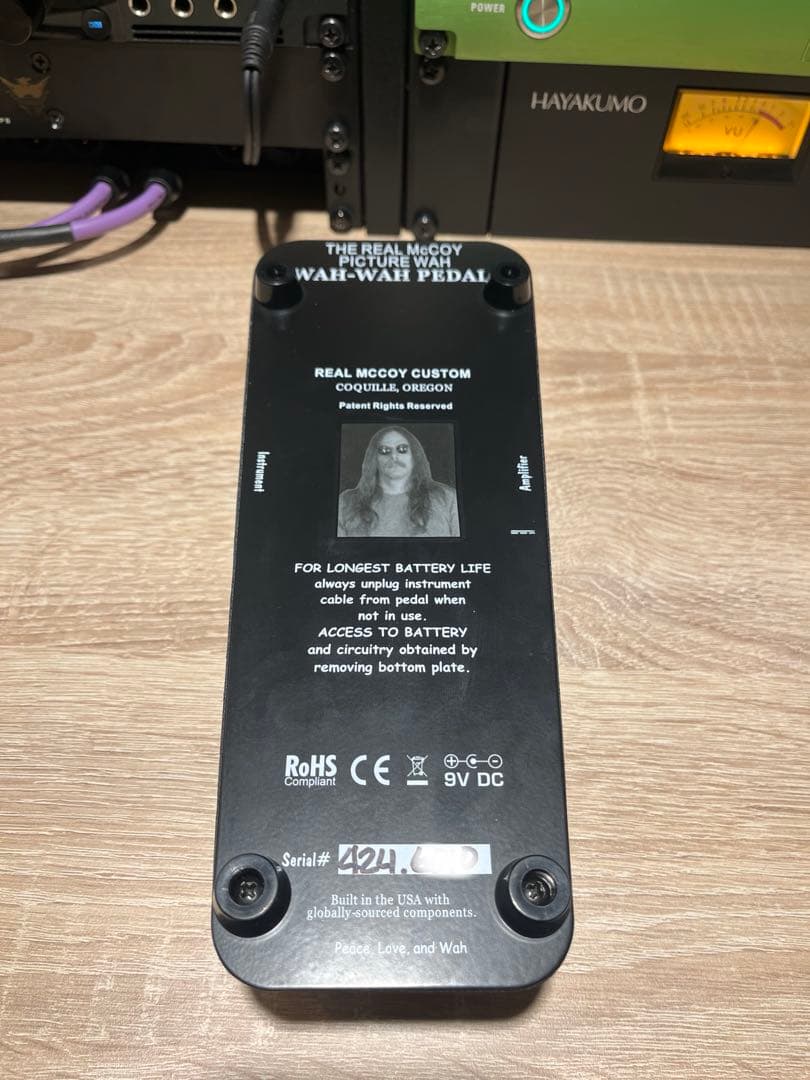 POWER
HAYAKUMO
VU
THE REAL McCOY
PICTURE WAH
WAH-WAH PEDAL
REAL MCCOY CUSTOM
COQUILLE, OREGON
Patent Rights Reserved
Instrument
Amplifier
FOR LONGEST BATTERY LIFE
always unplug instrument
cable from pedal when
not in use.
ACCESS TO BATTERY
and circuitry obtained by
removing bottom plate.
RoHS
Compliant
CE
9V DC
Serial# 424.
Built in the USA with
globally-sourced components.
Peace, Love, and Wah